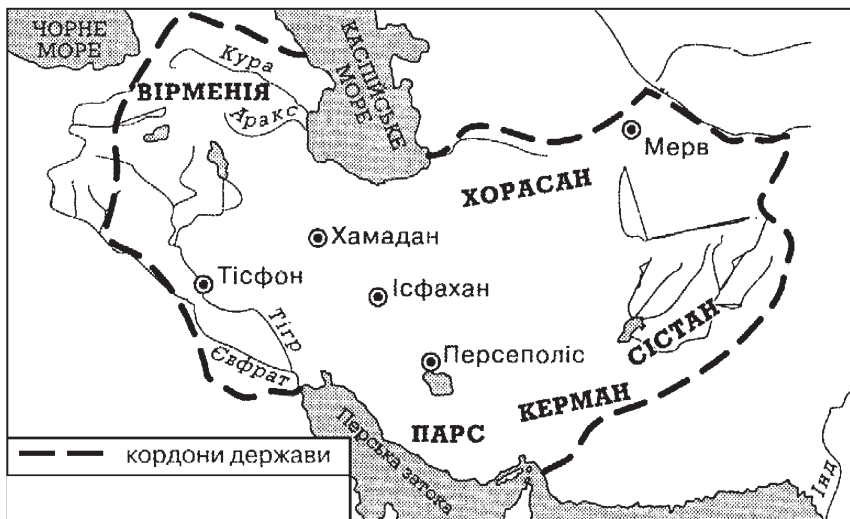 ЧОРНЕ
МОРЕ
КАСПІЙСЬКЕ
МОРЕ
Кура
ВІРМЕНІЯ
Аракс
Мерв
ХОРАСАН
Хамадан
Тісфон
Ісфахан
Тігр
СІСТАН
Євфрат
Персеполіс
КЕРМАН
ПАРС
Перська затока
кордони держави
Інд